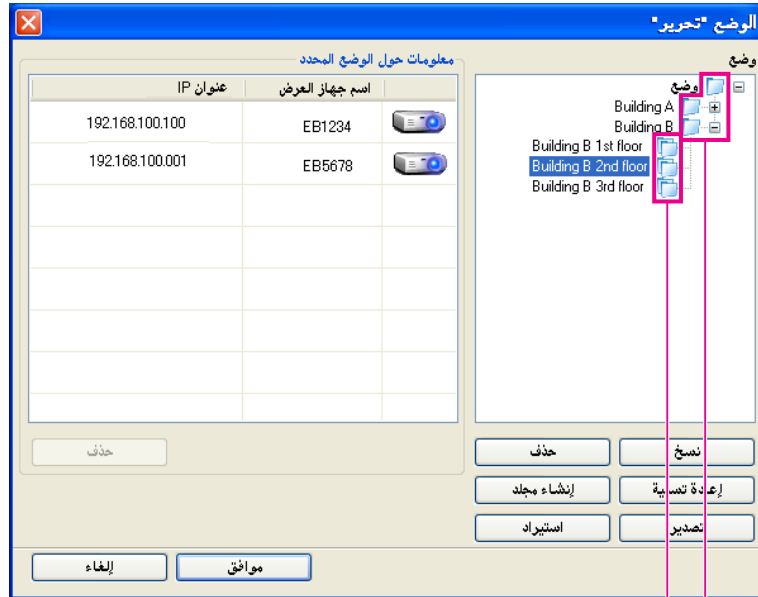 الوضع "تحرير"
وضع
وضع
Building A
Building B
Building B 1st floor
Building B 2nd floor
Building B 3rd floor
معلومات حول الوضع المحدد
اسم جهاز العرض عنوان IP
EB1234 192.168.100.100
EB5678 192.168.100.001
نسخ حذف
إعادة تسمية إنشاء مجلد
تصدير استيراد
حذف
موافق إلغاء